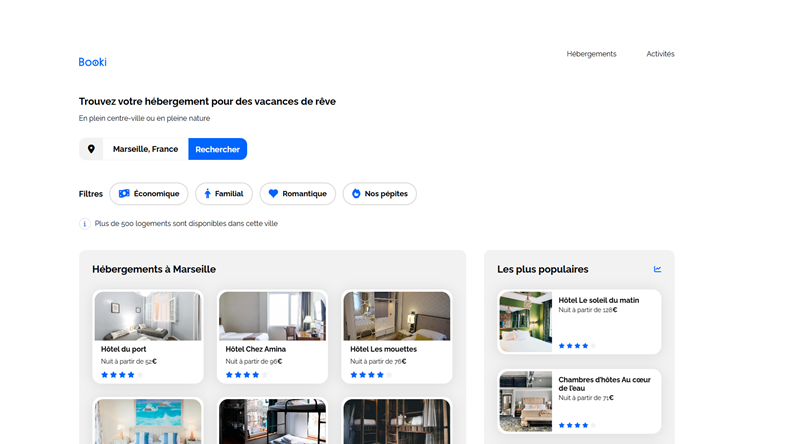 Booki
Hébergements
Activités
Trouvez votre hébergement pour des vacances de rêve
En plein centre-ville ou en pleine nature
Marseille, France
Rechercher
Filtres
Économique
Familial
Romantique
Nos pépites
Plus de 500 logements sont disponibles dans cette ville
Hébergements à Marseille
Hôtel du port
Nuit à partir de 52€
Hôtel Chez Amina
Nuit à partir de 96€
Hôtel Les mouettes
Nuit à partir de 76€
Les plus populaires
Hôtel Le soleil du matin
Nuit à partir de 128€
Chambres d'hôtes Au cœur
de l'eau
Nuit à partir de 71€